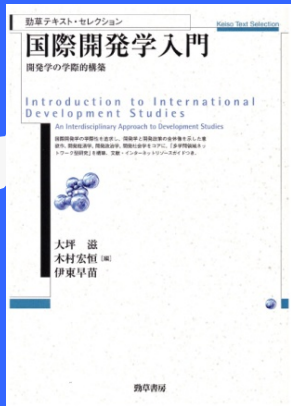 勁草テキスト・セレクション
Keiso Text Selection
国際開発学入門
開発学の学際的構築
Introduction to International
Development Studies
An Interdisciplinary Approach to Development Studies
大坪 滋
木村宏恒 [編]
伊東早苗
勁草書房